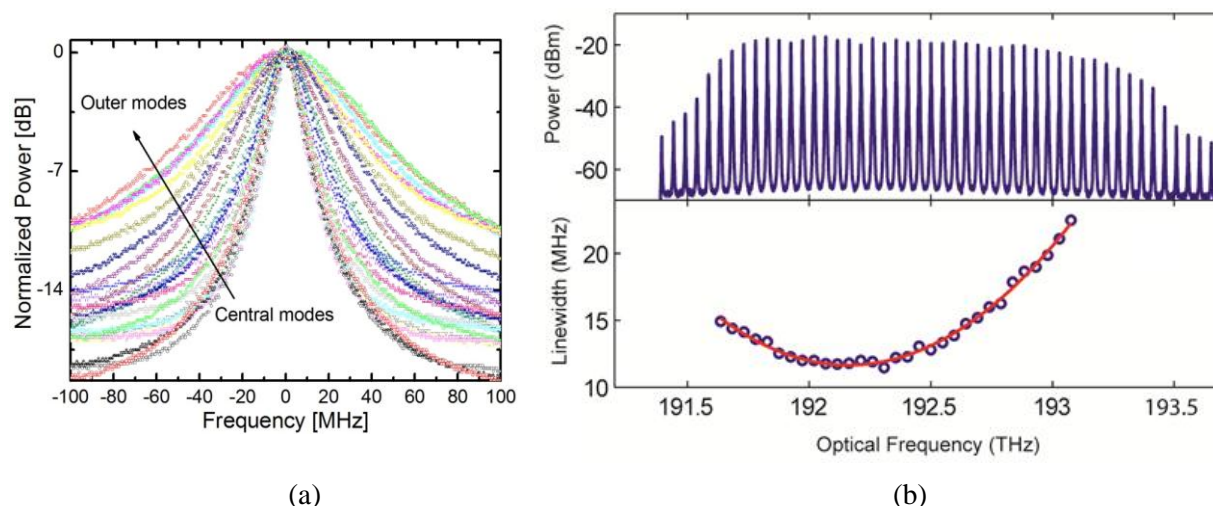 0
-7
-14
Normalized Power [dB]
Outer modes
Central modes
-100 -80 -60 -40 -20 0 20 40 60 80 100
Frequency [MHz]
(a)
-20
-40
-60
Power (dBm)
20
15
10
Linewidth (MHz)
191.5 192 192.5 193 193.5
Optical Frequency (THz)
(b)